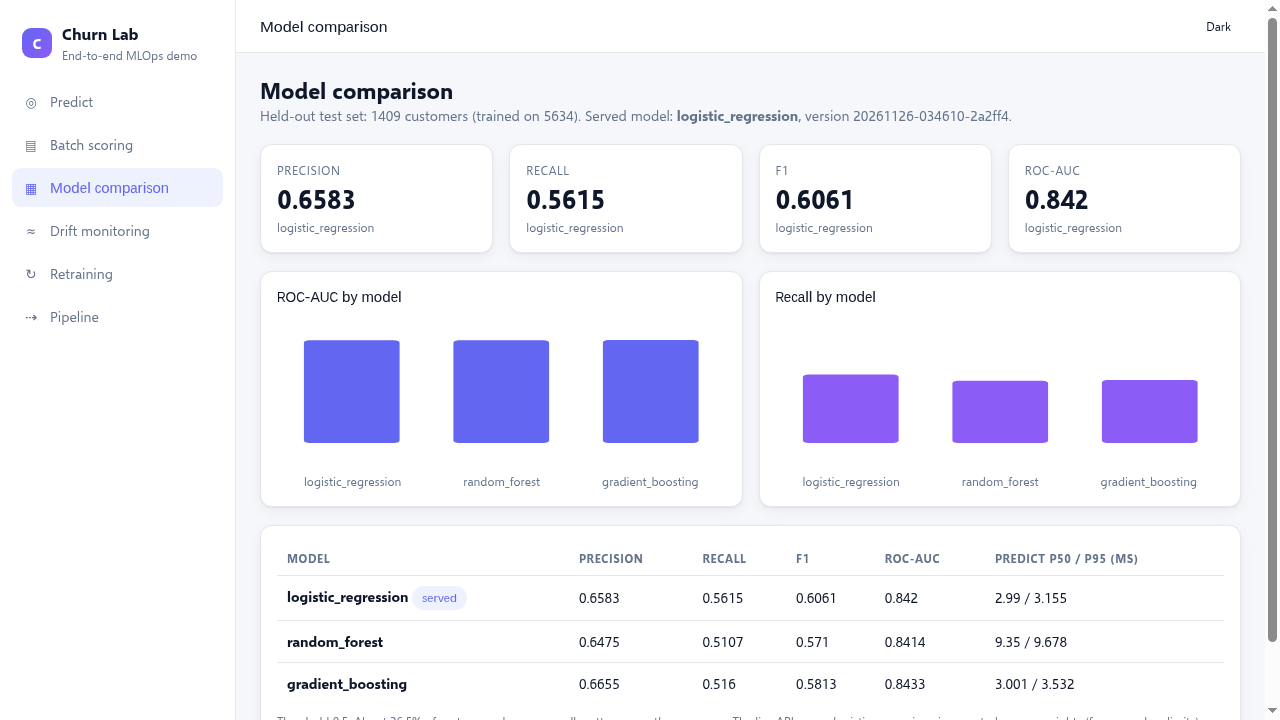 C
Churn Lab
End-to-end MLOps demo
Predict
Batch scoring
Model comparison
Drift monitoring
Retraining
Pipeline
Model comparison
Dark
Model comparison
Held-out test set: 1409 customers (trained on 5634). Served model: logistic_regression, version 20261126-034610-2a2ff4.
PRECISION
0.6583
logistic_regression
RECALL
0.5615
logistic_regression
F1
0.6061
logistic_regression
ROC-AUC
0.842
logistic_regression
ROC-AUC by model
logistic_regression random_forest gradient_boosting
Recall by model
logistic_regression random_forest gradient_boosting
MODEL PRECISION RECALL F1 ROC-AUC PREDICT P50 / P95 (MS)
logistic_regression served 0.6583 0.5615 0.6061 0.842 2.99 / 3.155
random_forest 0.6475 0.5107 0.571 0.8414 9.35 / 9.678
gradient_boosting 0.6655 0.516 0.5813 0.8433 3.001 / 3.532